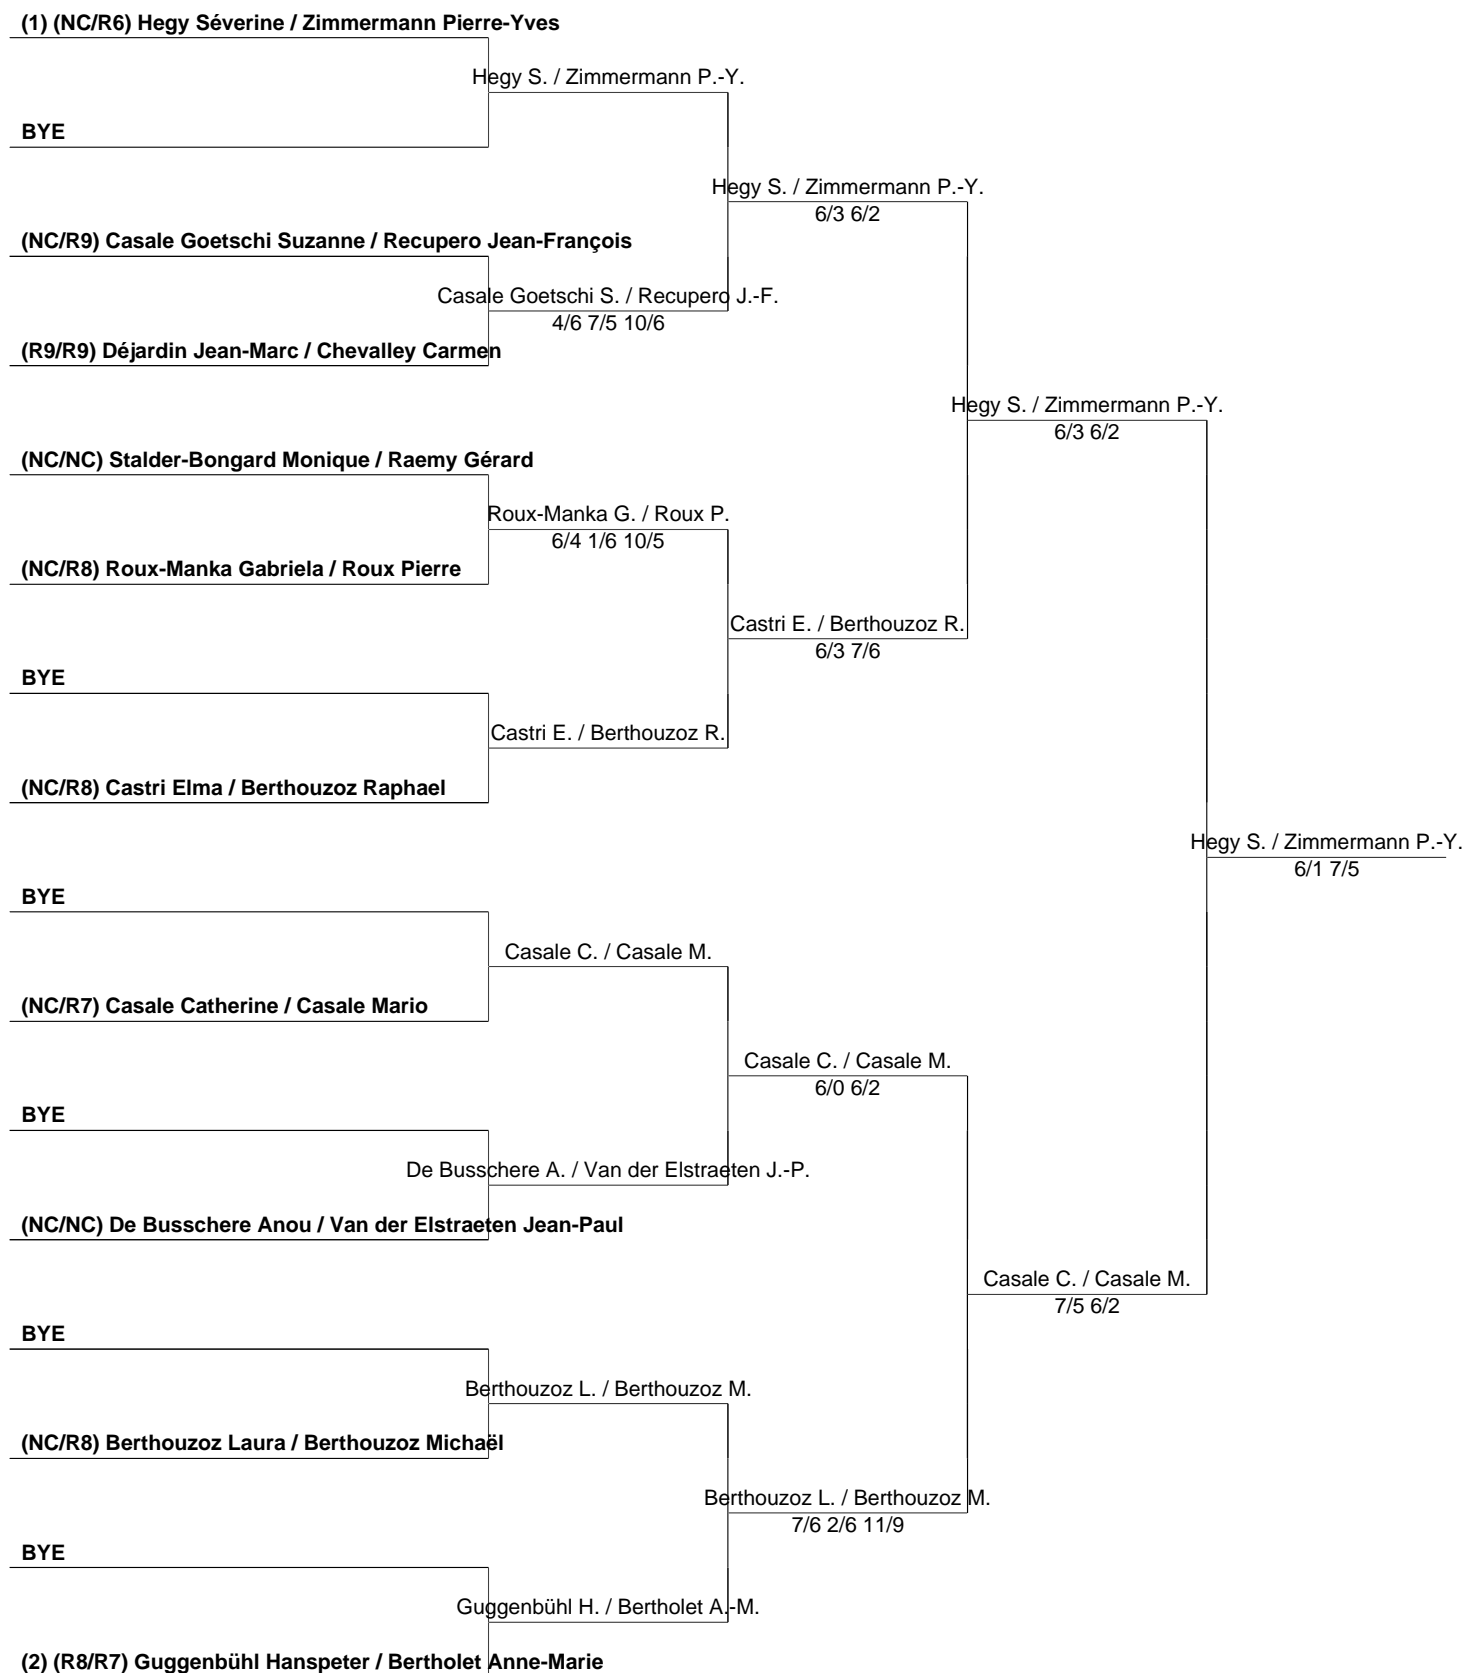 (1) (NC/R6) Hegy Séverine / Zimmermann Pierre-Yves
Hegy S. / Zimmermann P.-Y.
BYE
Hegy S. / Zimmermann P.-Y.
6/3 6/2
(NC/R9) Casale Goetschi Suzanne / Recupero Jean-François
Casale Goetschi S. / Recupero J.-F.
4/6 7/5 10/6
(R9/R9) Déjardin Jean-Marc / Chevalley Carmen
Hegy S. / Zimmermann P.-Y.
6/3 6/2
(NC/NC) Stalder-Bongard Monique / Raemy Gérard
Roux-Manka G. / Roux P.
6/4 1/6 10/5
(NC/R8) Roux-Manka Gabriela / Roux Pierre
Castri E. / Berthouzoz R.
6/3 7/6
BYE
Castri E. / Berthouzoz R.
(NC/R8) Castri Elma / Berthouzoz Raphael
Hegy S. / Zimmermann P.-Y.
6/1 7/5
BYE
Casale C. / Casale M.
(NC/R7) Casale Catherine / Casale Mario
Casale C. / Casale M.
6/0 6/2
BYE
De Busschere A. / Van der Elstraeten J.-P.
(NC/NC) De Busschere Anou / Van der Elstraeten Jean-Paul
Casale C. / Casale M.
7/5 6/2
BYE
Berthouzoz L. / Berthouzoz M.
(NC/R8) Berthouzoz Laura / Berthouzoz Michaël
Berthouzoz L. / Berthouzoz M.
7/6 2/6 11/9
BYE
Guggenbühl H. / Bertholet A.-M.
(2) (R8/R7) Guggenbühl Hanspeter / Bertholet Anne-Marie